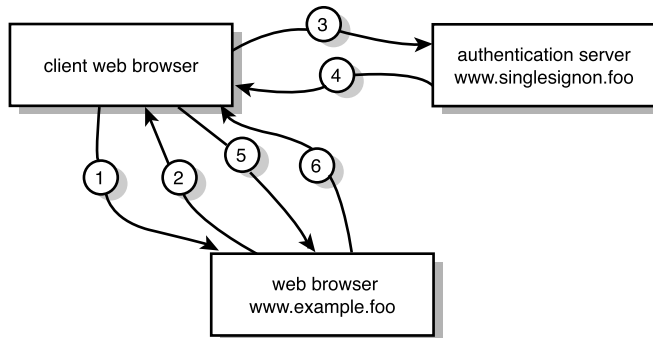 3
client web browser
authentication server
www.singlesignon.foo
4
5
6
1
2
web browser
www.example.foo